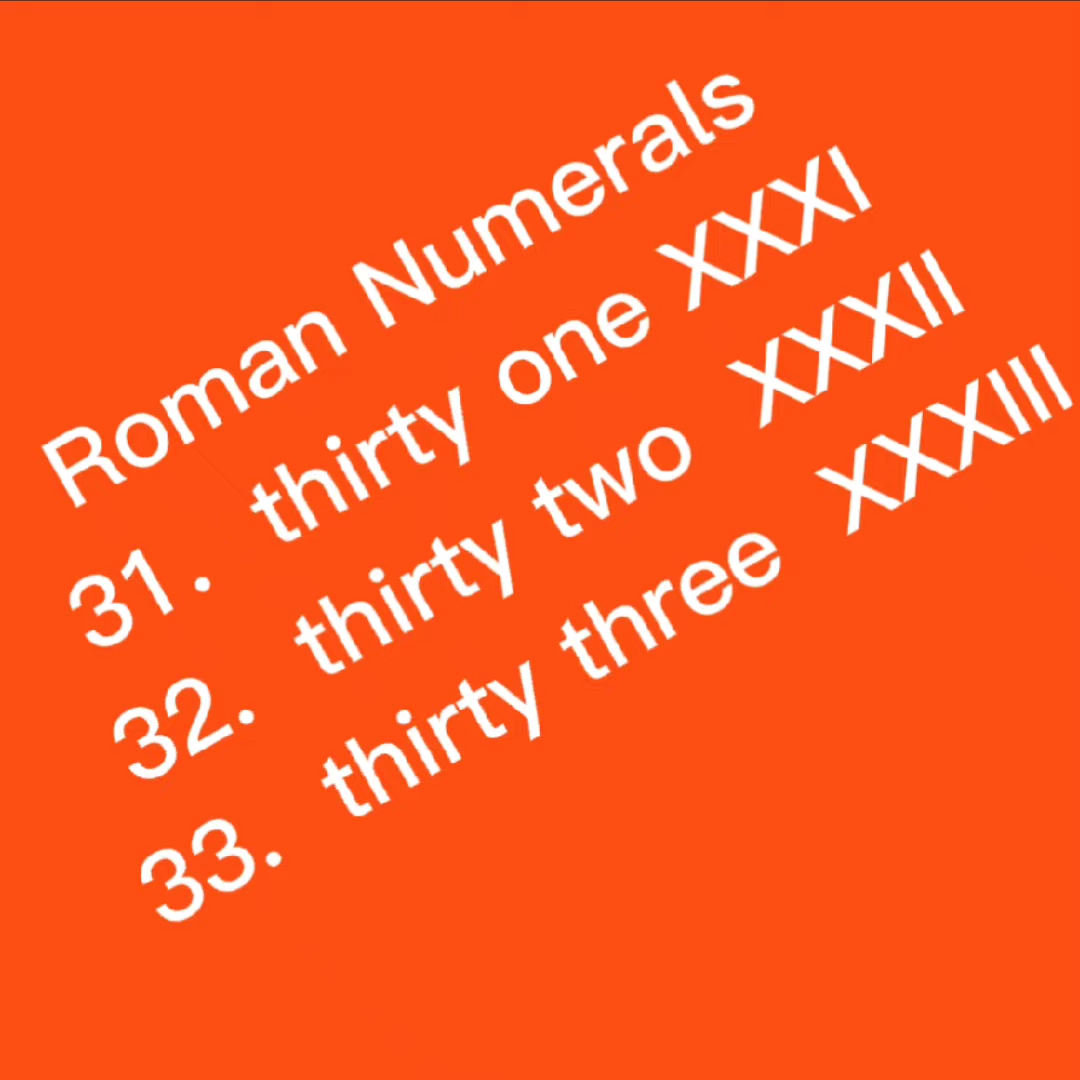 Roman Numerals
31. thirty one XXXI
32. thirty two XXXII
33. thirty three XXXIII